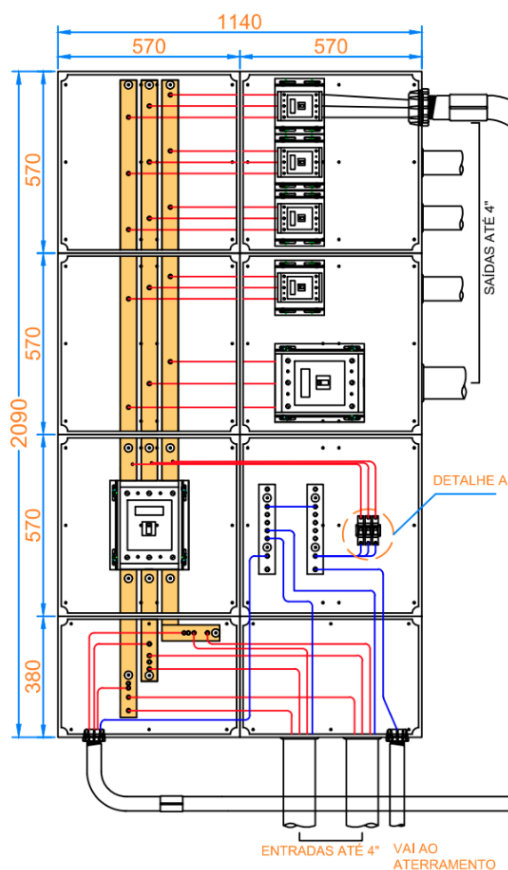 1140
570
570
570
570
2090
570
380
SAÍDAS ATÉ 4"
DETALHE A
ENTRADAS ATÉ 4"
VAI AO
ATERRAMENTO